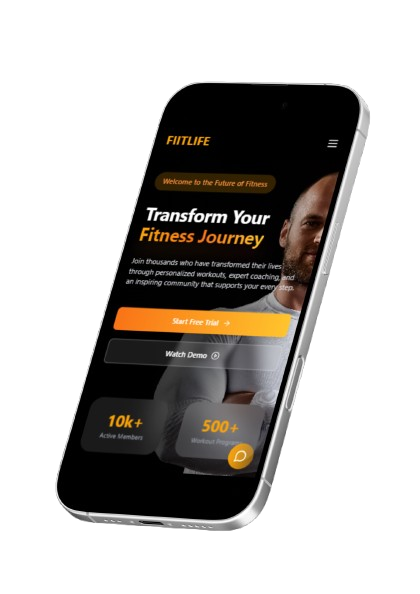 FIITLIFE
Welcome to the Future of Fitness
Transform Your
Fitness Journey
Join thousands who have transformed their lives
through personalized workouts, expert coaching, and
an inspiring community that supports your every step.
Start Free Trial →
Watch Demo
10k+
Active Members
500+
Workout Programs